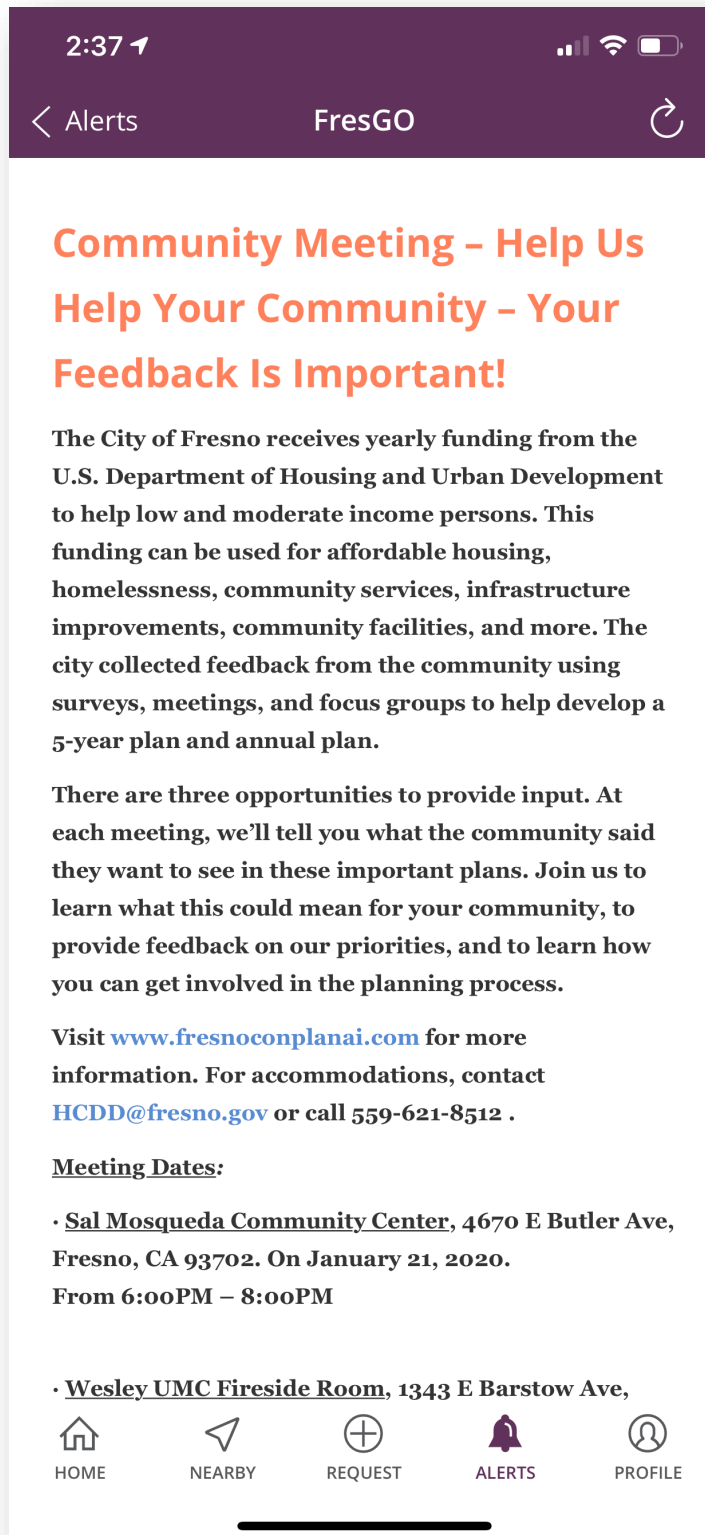 2:37
Alerts
FresGO
Community Meeting – Help Us
Help Your Community – Your
Feedback Is Important!
The City of Fresno receives yearly funding from the
U.S. Department of Housing and Urban Development
to help low and moderate income persons. This
funding can be used for affordable housing,
homelessness, community services, infrastructure
improvements, community facilities, and more. The
city collected feedback from the community using
surveys, meetings, and focus groups to help develop a
5-year plan and annual plan.
There are three opportunities to provide input. At
each meeting, we’ll tell you what the community said
they want to see in these important plans. Join us to
learn what this could mean for your community, to
provide feedback on our priorities, and to learn how
you can get involved in the planning process.
Visit www.fresnoconplanai.com for more
information. For accommodations, contact
HCDD@fresno.gov or call 559-621-8512 .
Meeting Dates:
· Sal Mosqueda Community Center, 4670 E Butler Ave,
Fresno, CA 93702. On January 21, 2020.
From 6:00PM – 8:00PM
· Wesley UMC Fireside Room, 1343 E Barstow Ave,
HOME
NEARBY
REQUEST
ALERTS
PROFILE